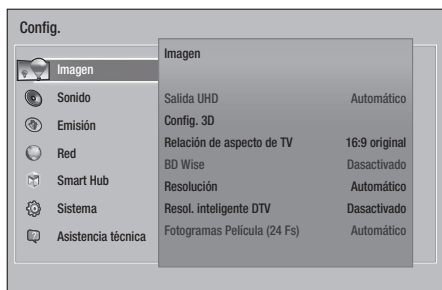 Config.
Imagen
Sonido
Emisión
Red
Smart Hub
Sistema
Asistencia técnica
Imagen
Salida UHD Automático
Config. 3D
Relación de aspecto de TV 16:9 original
BD Wise Dasactivado
Resolución Automático
Resol. inteligente DTV Dasactivado
Fotogramas Película (24 Fs) Automático